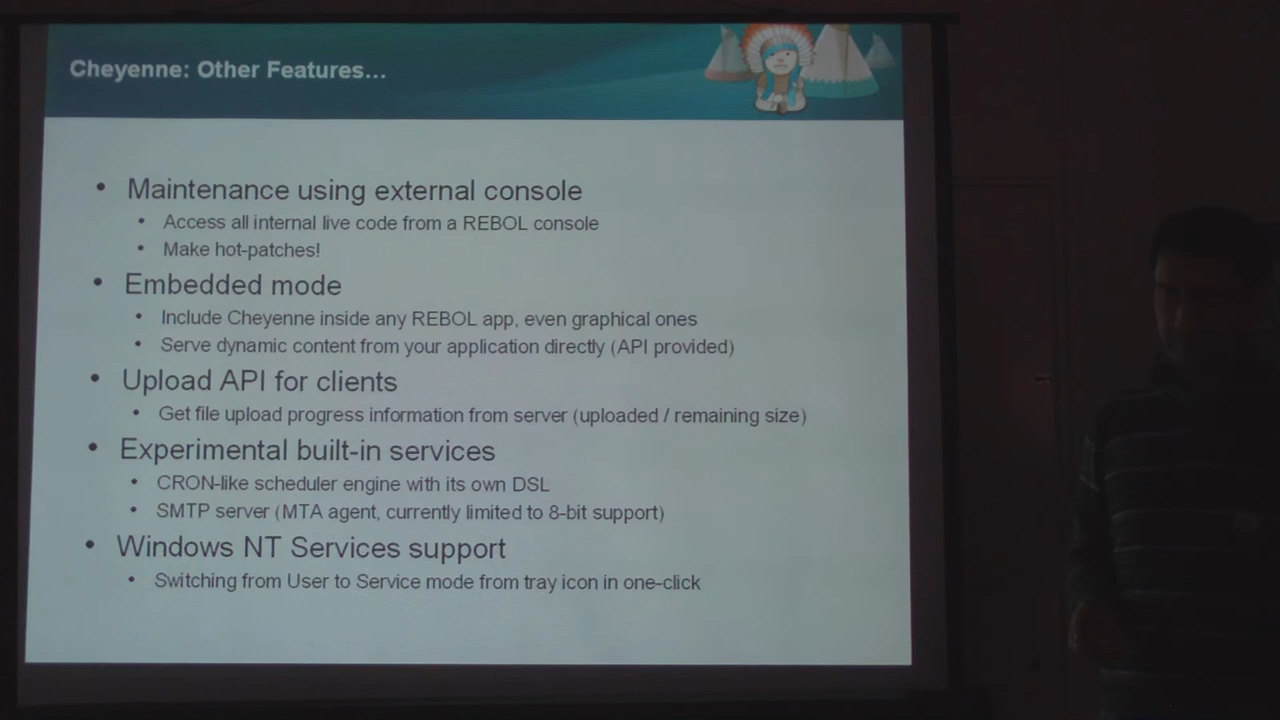 Cheyenne: Other Features...
• Maintenance using external console
• Access all internal live code from a REBOL console
• Make hot-patches!
• Embedded mode
• Include Cheyenne inside any REBOL app, even graphical ones
• Serve dynamic content from your application directly (API provided)
• Upload API for clients
• Get file upload progress information from server (uploaded / remaining size)
• Experimental built-in services
• CRON-like scheduler engine with its own DSL
• SMTP server (MTA agent, currently limited to 8-bit support)
• Windows NT Services support
• Switching from User to Service mode from tray icon in one-click